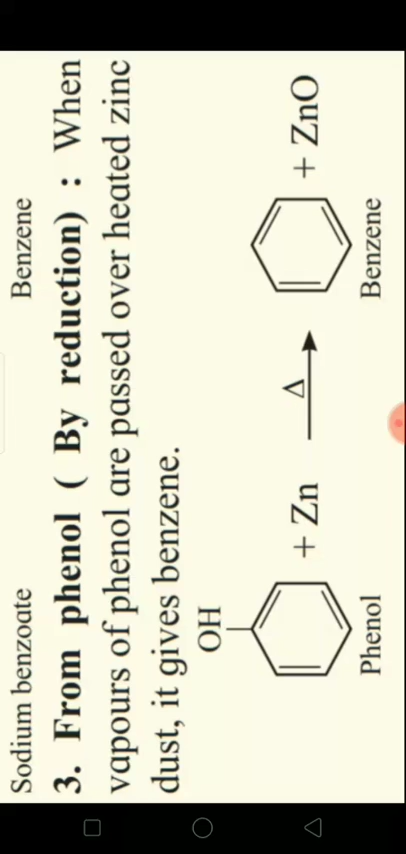 Sodium benzoate Benzene
3. From phenol ( By reduction) : When
vapours of phenol are passed over heated zinc
dust, it gives benzene.
OH
+ Zn Δ + ZnO
Phenol Benzene